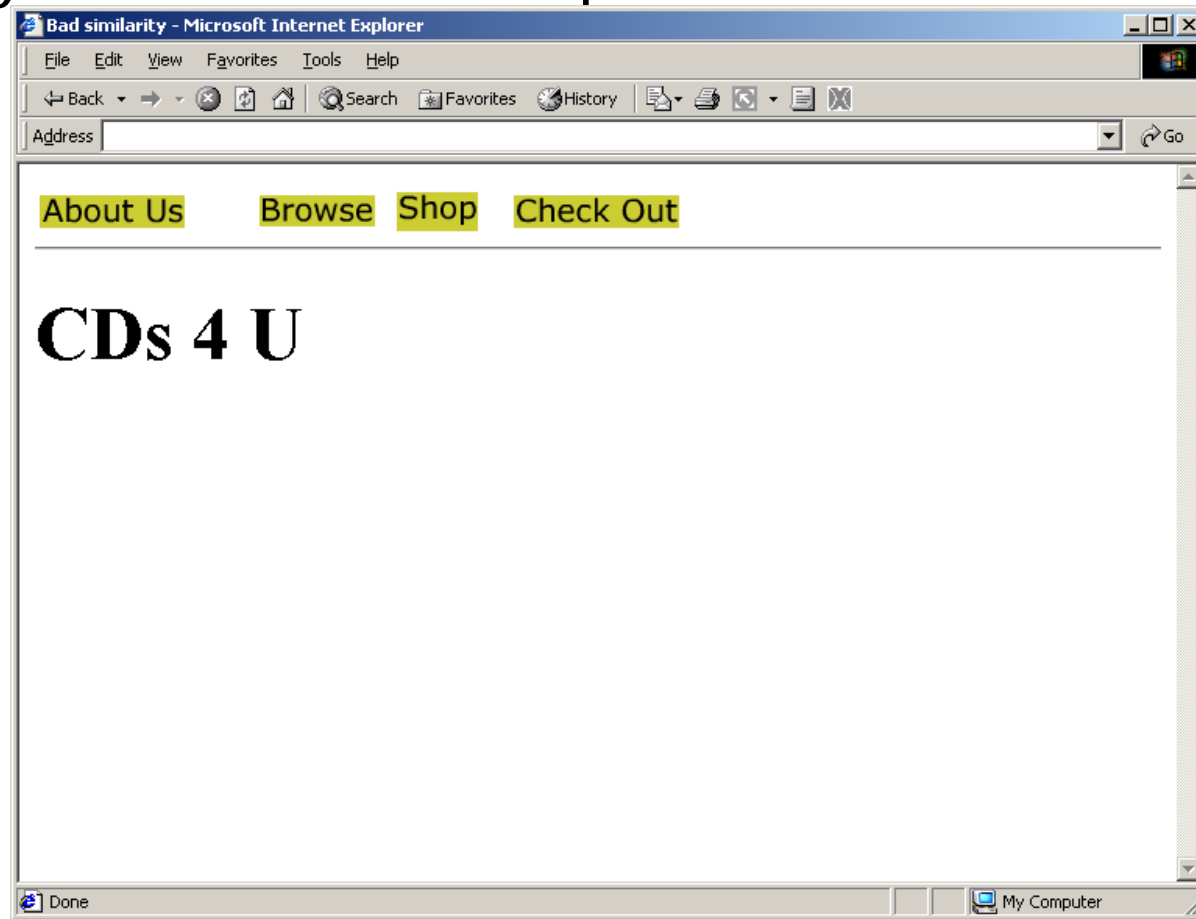 Bad similarity - Microsoft Internet Explorer
File Edit View Favorites Tools Help
Back Search Favorites History
Address Go
About Us Browse Shop Check Out
CDs 4 U
Done My Computer